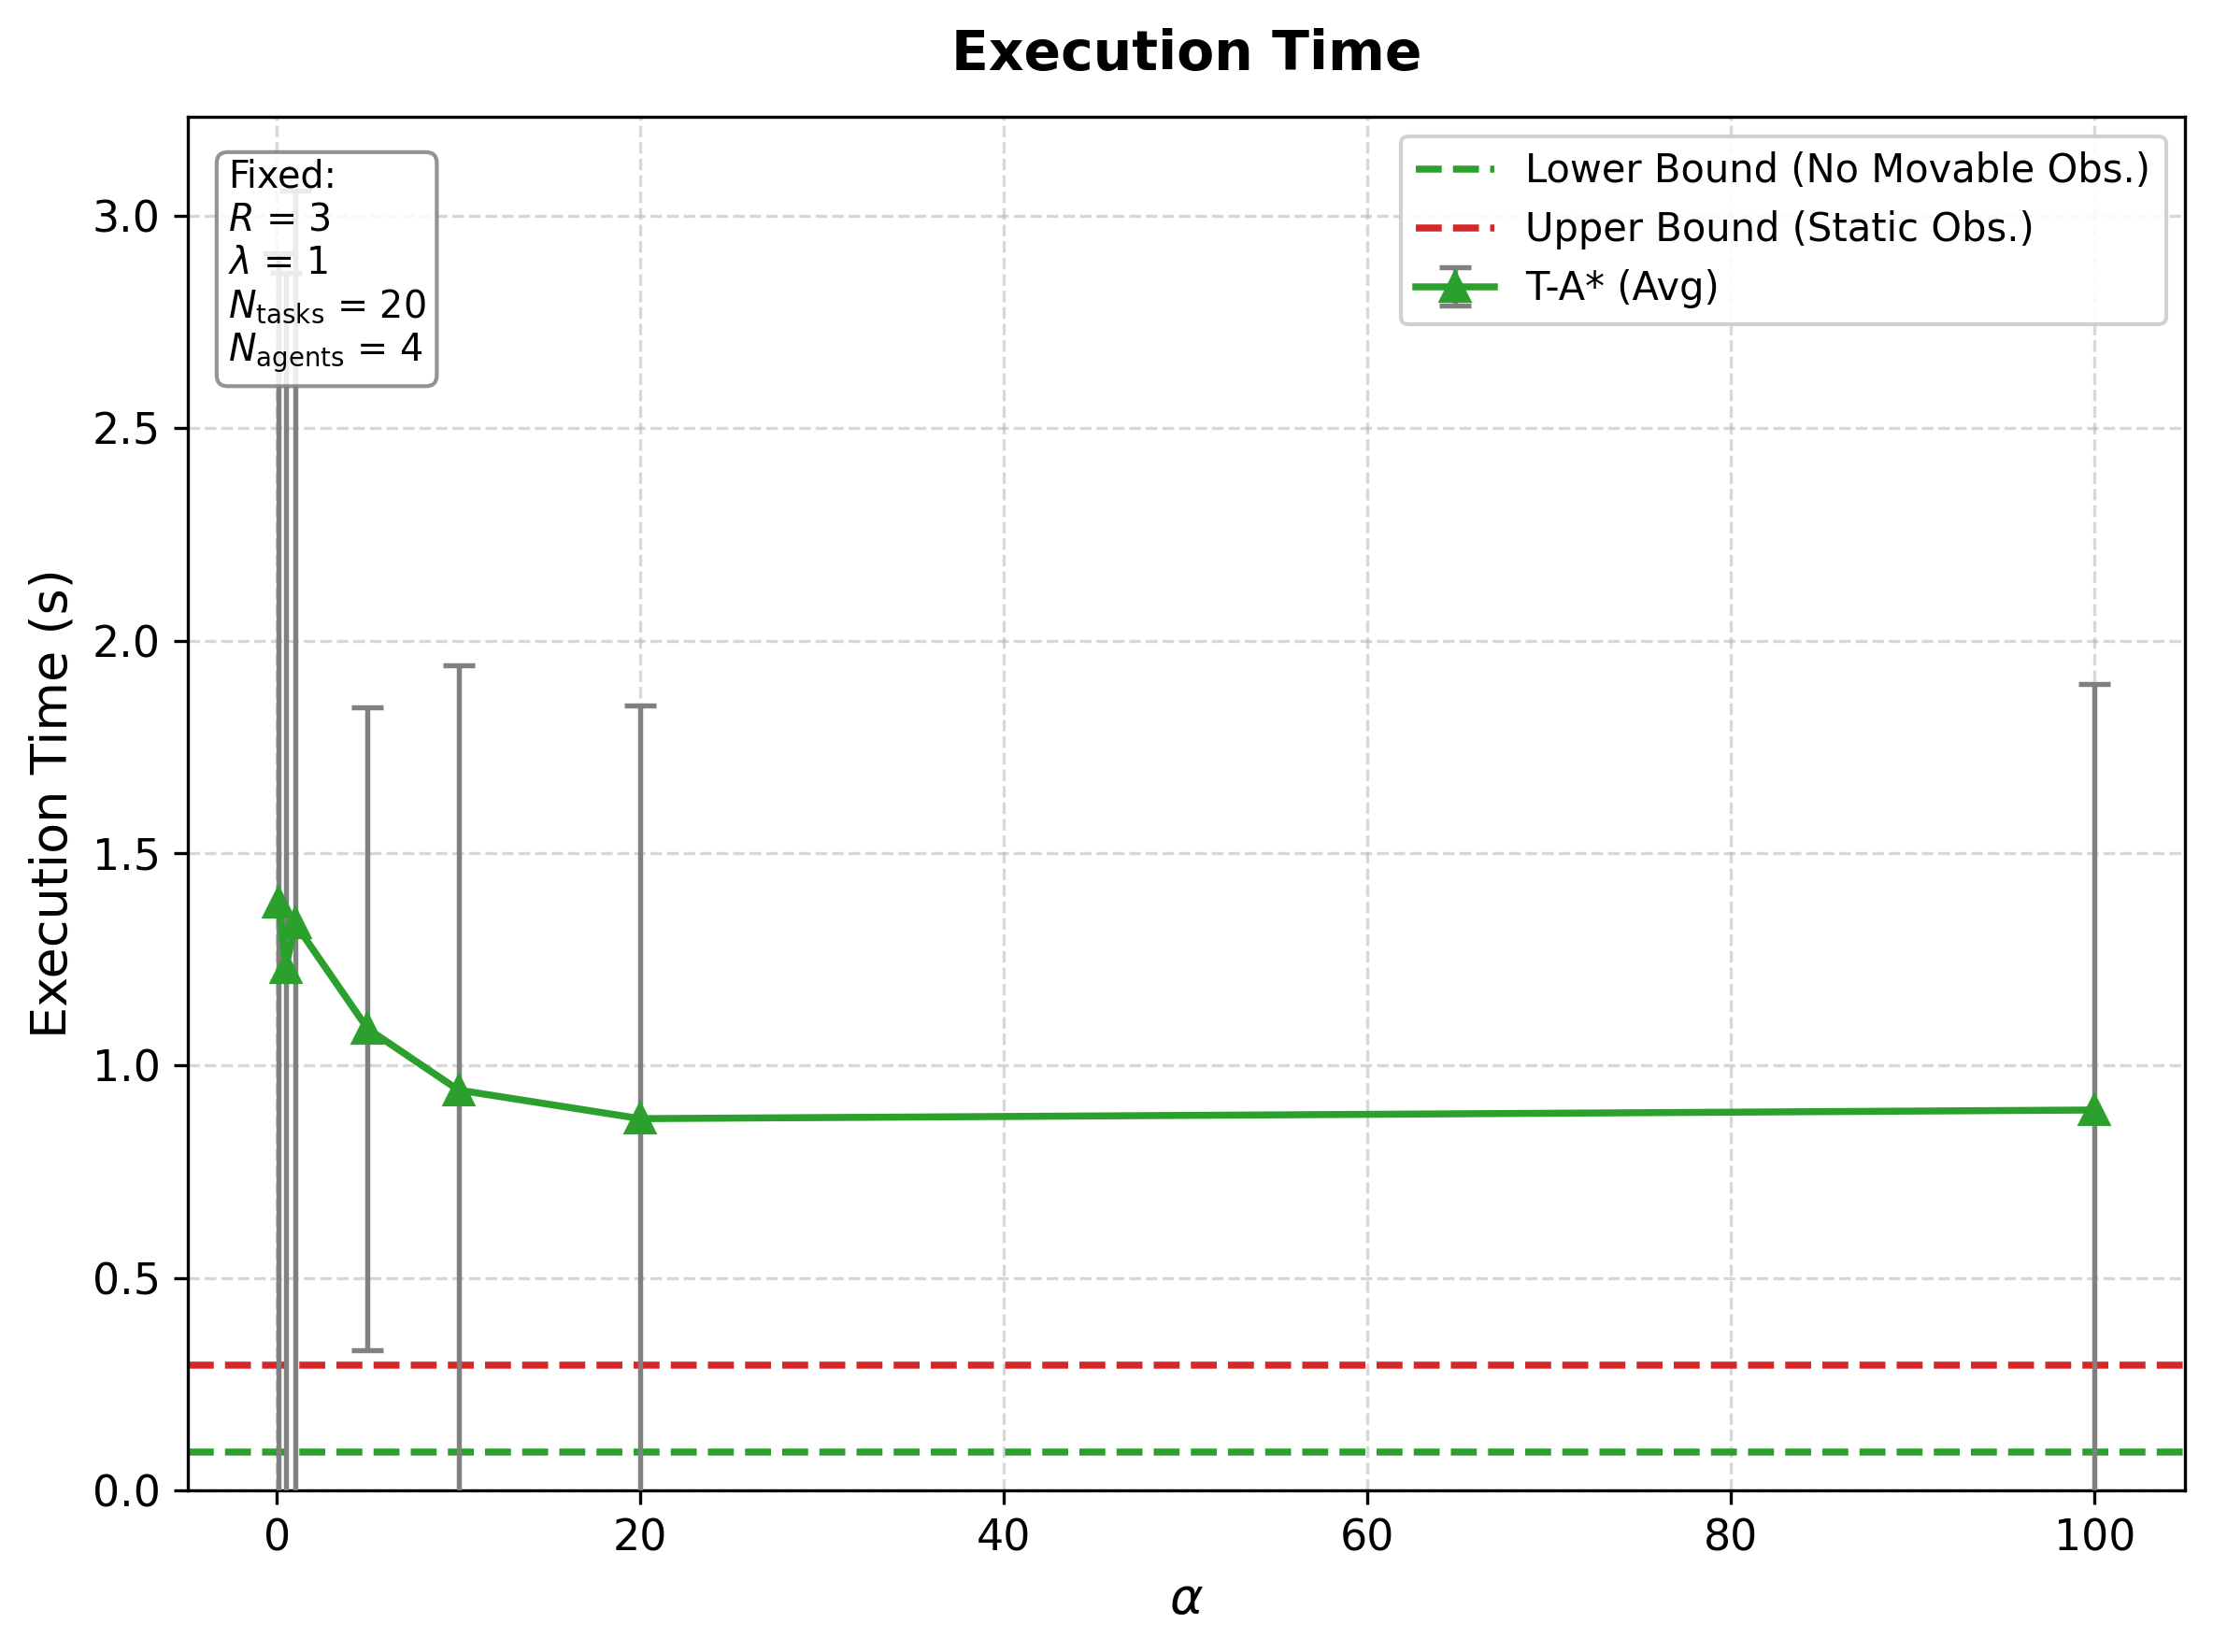 Execution Time
Fixed:
R = 3
λ = 1
N_tasks = 20
N_agents = 4
Lower Bound (No Movable Obs.)
Upper Bound (Static Obs.)
T-A* (Avg)
Execution Time (s)
3.0
2.5
2.0
1.5
1.0
0.5
0.0
0 20 40 60 80 100
α